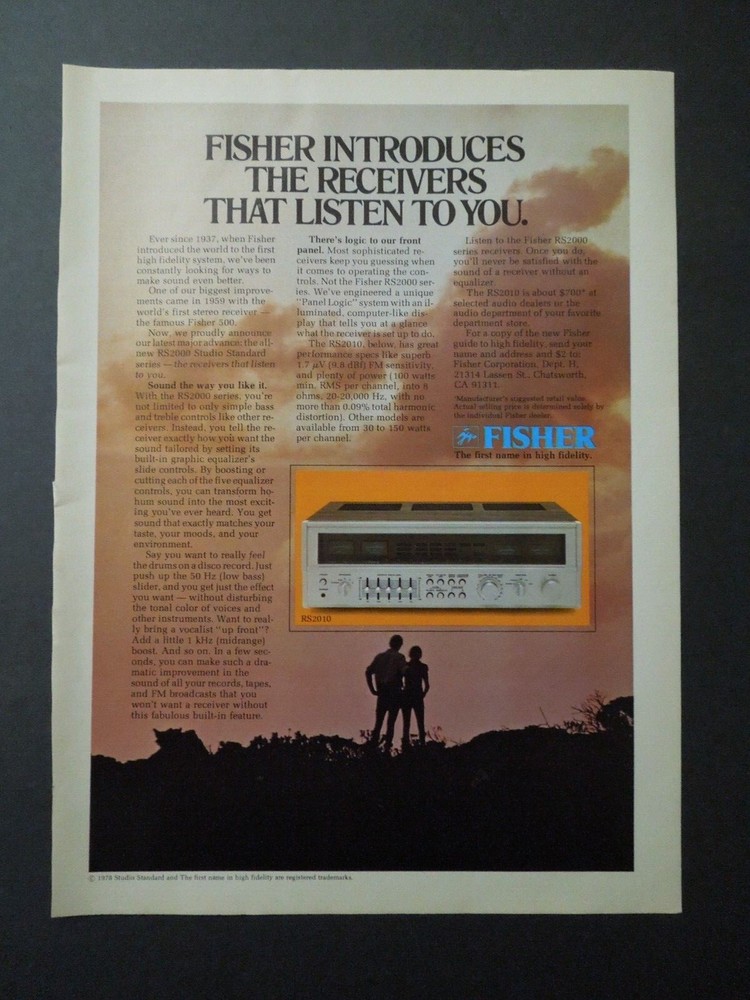 FISHER INTRODUCES
THE RECEIVERS
THAT LISTEN TO YOU.
Ever since 1937, when Fisher
introduced the world to the first
high fidelity system, we've been
constantly looking for ways to
make sound even better.
One of our biggest improve-
ments came in 1959 with the
world's first stereo receiver —
the famous Fisher 500.
Now, we proudly announce
our latest major advance: the all-
new RS2000 Studio Standard
series — the receivers that listen
to you.
Sound the way you like it.
With the RS2000 series, you're
not limited to only simple bass
and treble controls like other re-
ceivers. Instead, you tell the re-
ceiver exactly how you want the
sound tailored by setting its
built-in graphic equalizer's
slide controls. By boosting or
cutting each of the five equalizer
controls, you can transform ho-
hum sound into the most excit-
ing you've ever heard. You get
sound that exactly matches your
taste, your moods, and your
environment.
Say you want to really feel
the drums on a disco record. Just
push up the 50 Hz (low bass)
slider, and you get just the effect
you want — without disturbing
the tonal color of voices and
other instruments. Want to real-
ly bring a vocalist "up front"?
Add a little 1 kHz (midrange)
boost. And so on. In a few sec-
onds, you can make such a dra-
matic improvement in the
sound of all your records, tapes,
and FM broadcasts that you
won't want a receiver without
this fabulous built-in feature.
There's logic to our front
panel. Most sophisticated re-
ceivers keep you guessing when
it comes to operating the con-
trols. Not the Fisher RS2000 ser-
ies. We've engineered a unique
"Panel Logic" system with an il-
luminated, computer-like dis-
play that tells you at a glance
what the receiver is set up to do.
The RS2010, below, has great
performance specs like superb
1.7 µV (9.8 dBf) FM sensitivity,
and plenty of power (100 watts
min. RMS per channel, into 8
ohms, 20-20,000 Hz, with no
more than 0.09% total harmonic
distortion). Other models are
available from 30 to 150 watts
per channel.
Listen to the Fisher RS2000
series receivers. Once you do,
you'll never be satisfied with the
sound of a receiver without an
equalizer.
The RS2010 is about $700* at
selected audio dealers or the
audio department of your favorite
department store.
For a copy of the new Fisher
guide to high fidelity, send your
name and address and $2 to:
Fisher Corporation, Dept. H,
21314 Lassen St., Chatsworth,
CA 91311.
*Manufacturer's suggested retail value.
Actual selling price is determined solely by
the individual Fisher dealer.
FISHER
The first name in high fidelity.
RS2010
© 1978 Studio Standard and The first name in high fidelity are registered trademarks.